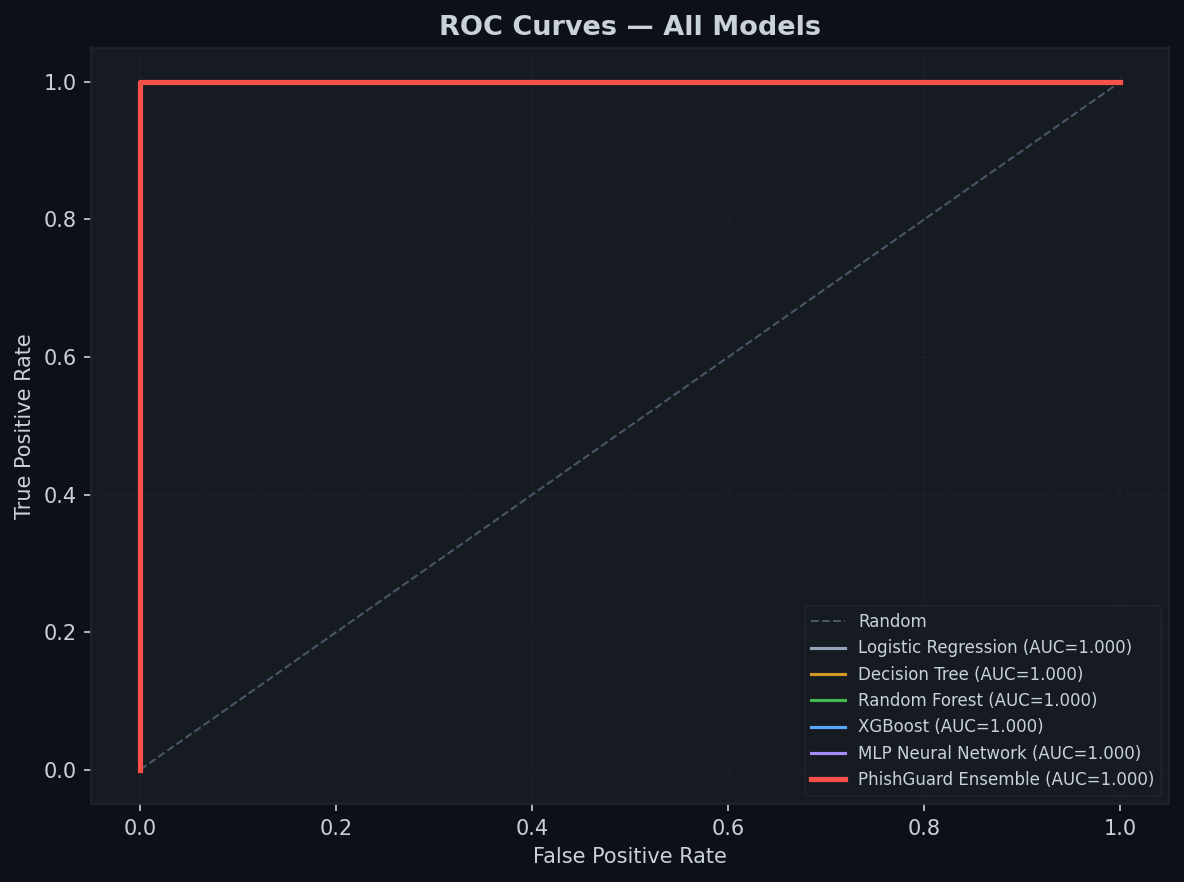 ROC Curves — All Models
True Positive Rate
1.0
0.8
0.6
0.4
0.2
0.0
Random
Logistic Regression (AUC=1.000)
Decision Tree (AUC=1.000)
Random Forest (AUC=1.000)
XGBoost (AUC=1.000)
MLP Neural Network (AUC=1.000)
PhishGuard Ensemble (AUC=1.000)
0.0 0.2 0.4 0.6 0.8 1.0
False Positive Rate